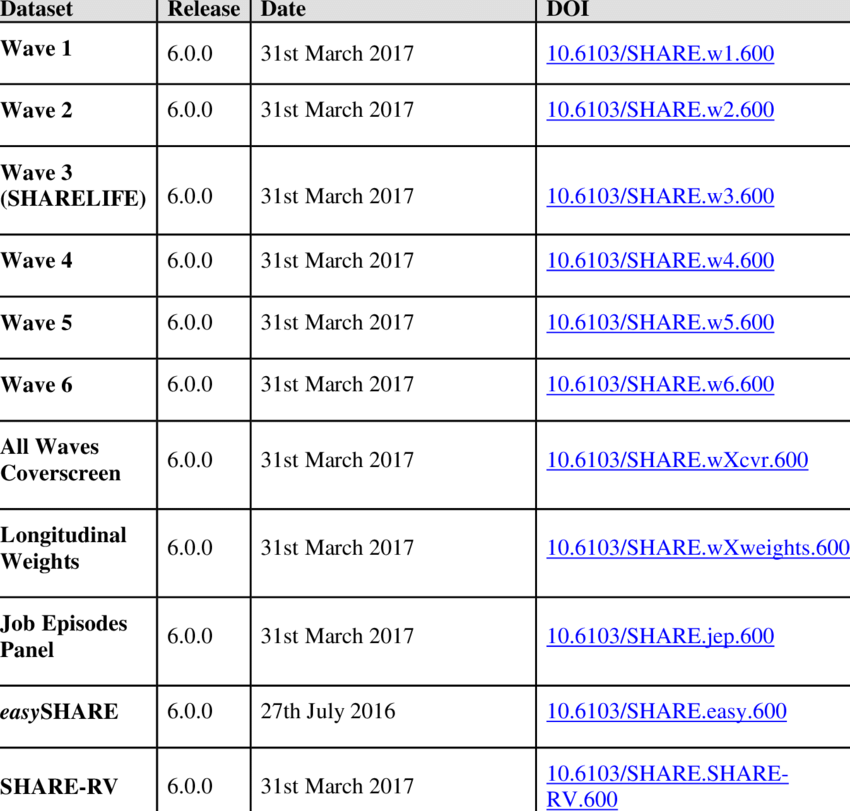 Dataset Release Date DOI
Wave 1 6.0.0 31st March 2017 10.6103/SHARE.w1.600
Wave 2 6.0.0 31st March 2017 10.6103/SHARE.w2.600
Wave 3
(SHARELIFE) 6.0.0 31st March 2017 10.6103/SHARE.w3.600
Wave 4 6.0.0 31st March 2017 10.6103/SHARE.w4.600
Wave 5 6.0.0 31st March 2017 10.6103/SHARE.w5.600
Wave 6 6.0.0 31st March 2017 10.6103/SHARE.w6.600
All Waves
Coverscreen 6.0.0 31st March 2017 10.6103/SHARE.wXcvr.600
Longitudinal
Weights 6.0.0 31st March 2017 10.6103/SHARE.wXweights.600
Job Episodes
Panel 6.0.0 31st March 2017 10.6103/SHARE.jep.600
easySHARE 6.0.0 27th July 2016 10.6103/SHARE.easy.600
SHARE-RV 6.0.0 31st March 2017 10.6103/SHARE.SHARE-
RV.600